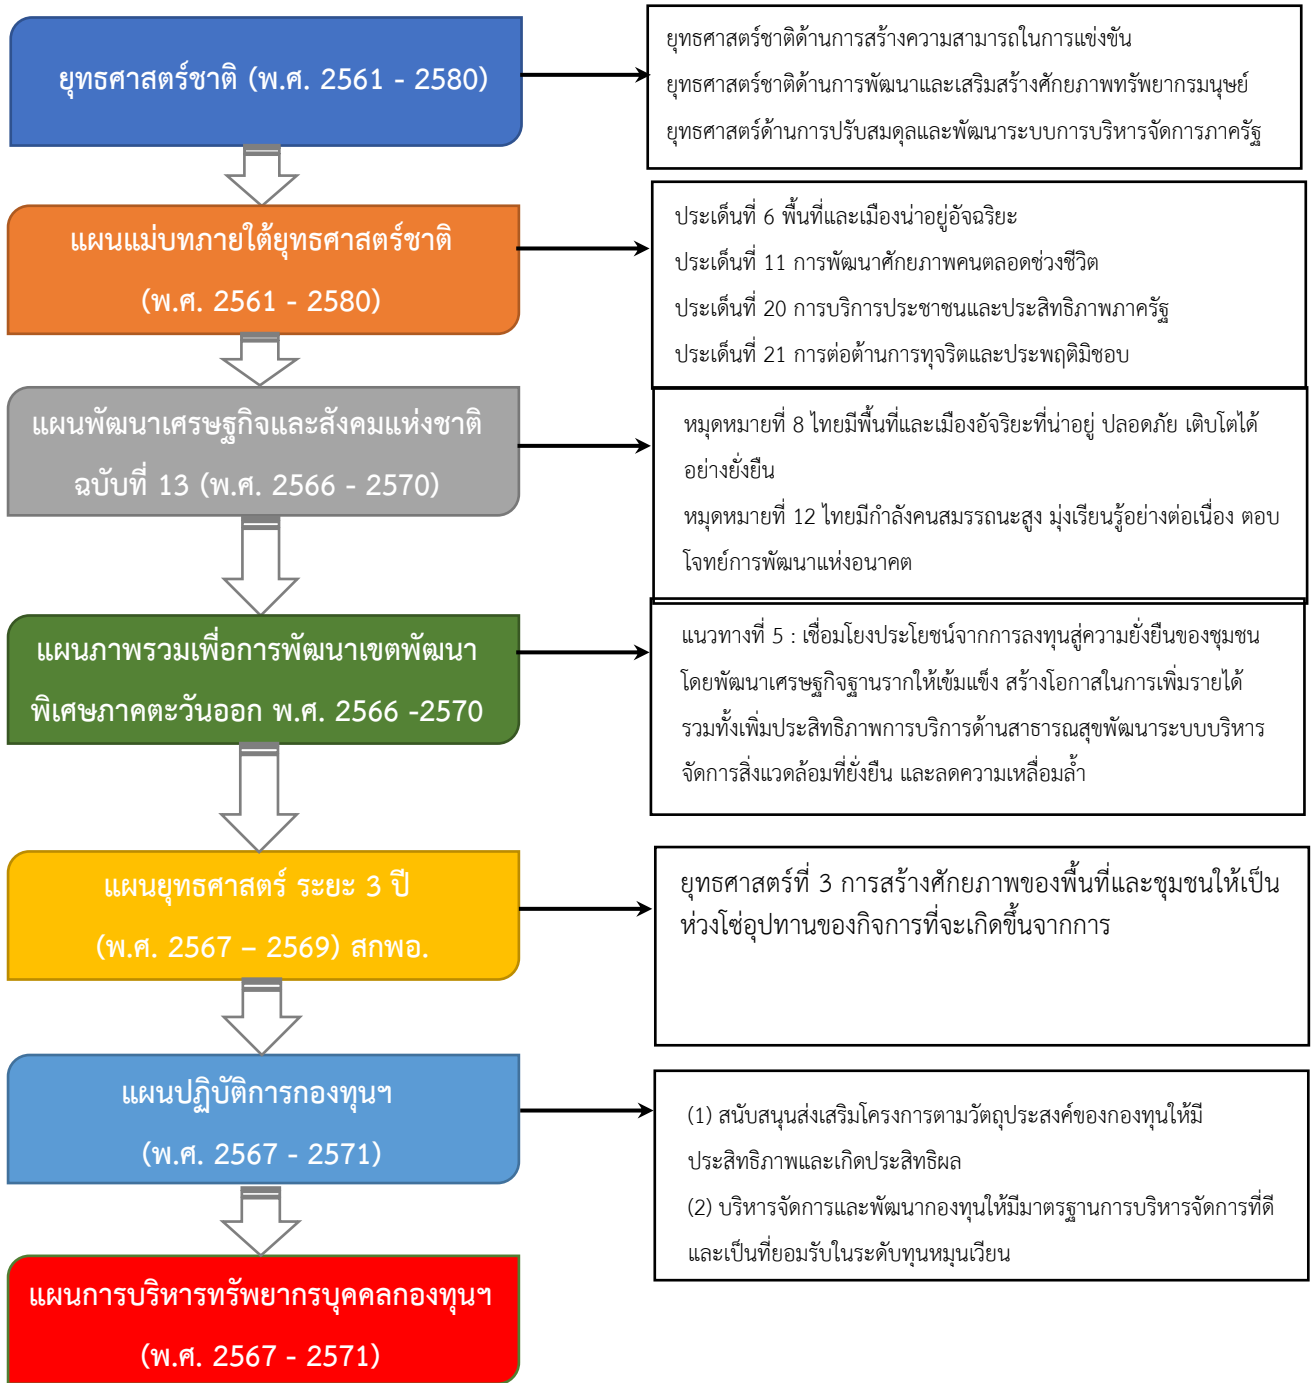 ยุทธศาสตร์ชาติ (พ.ศ. 2561 - 2580)
ยุทธศาสตร์ชาติด้านการสร้างความสามารถในการแข่งขัน
ยุทธศาสตร์ชาติด้านการพัฒนาและเสริมสร้างศักยภาพทรัพยากรมนุษย์
ยุทธศาสตร์ด้านการปรับสมดุลและพัฒนาระบบการบริหารจัดการภาครัฐ
แผนแม่บทภายใต้ยุทธศาสตร์ชาติ
(พ.ศ. 2561 - 2580)
ประเด็นที่ 6 พื้นที่และเมืองน่าอยู่อัจฉริยะ
ประเด็นที่ 11 การพัฒนาศักยภาพคนตลอดช่วงชีวิต
ประเด็นที่ 20 การบริการประชาชนและประสิทธิภาพภาครัฐ
ประเด็นที่ 21 การต่อต้านการทุจริตและประพฤติมิชอบ
แผนพัฒนาเศรษฐกิจและสังคมแห่งชาติ
ฉบับที่ 13 (พ.ศ. 2566 - 2570)
หมุดหมายที่ 8 ไทยมีพื้นที่และเมืองอัจริยะที่น่าอยู่ ปลอดภัย เติบโตได้
อย่างยั่งยืน
หมุดหมายที่ 12 ไทยมีกำลังคนสมรรถนะสูง มุ่งเรียนรู้อย่างต่อเนื่อง ตอบ
โจทย์การพัฒนาแห่งอนาคต
แผนภาพรวมเพื่อการพัฒนาเขตพัฒนา
พิเศษภาคตะวันออก พ.ศ. 2566 -2570
แนวทางที่ 5 : เชื่อมโยงประโยชน์จากการลงทุนสู่ความยั่งยืนของชุมชน
โดยพัฒนาเศรษฐกิจฐานรากให้เข้มแข็ง สร้างโอกาสในการเพิ่มรายได้
รวมทั้งเพิ่มประสิทธิภาพการบริการด้านสาธารณสุขพัฒนาระบบบริหาร
จัดการสิ่งแวดล้อมที่ยั่งยืน และลดความเหลื่อมล้ำ
แผนยุทธศาสตร์ ระยะ 3 ปี
(พ.ศ. 2567 – 2569) สกพอ.
ยุทธศาสตร์ที่ 3 การสร้างศักยภาพของพื้นที่และชุมชนให้เป็น
ห่วงโซ่อุปทานของกิจการที่จะเกิดขึ้นจากการ
แผนปฏิบัติการกองทุนฯ
(พ.ศ. 2567 - 2571)
(1) สนับสนุนส่งเสริมโครงการตามวัตถุประสงค์ของกองทุนให้มี
ประสิทธิภาพและเกิดประสิทธิผล
(2) บริหารจัดการและพัฒนากองทุนให้มีมาตรฐานการบริหารจัดการที่ดี
และเป็นที่ยอมรับในระดับทุนหมุนเวียน
แผนการบริหารทรัพยากรบุคคลกองทุนฯ
(พ.ศ. 2567 - 2571)